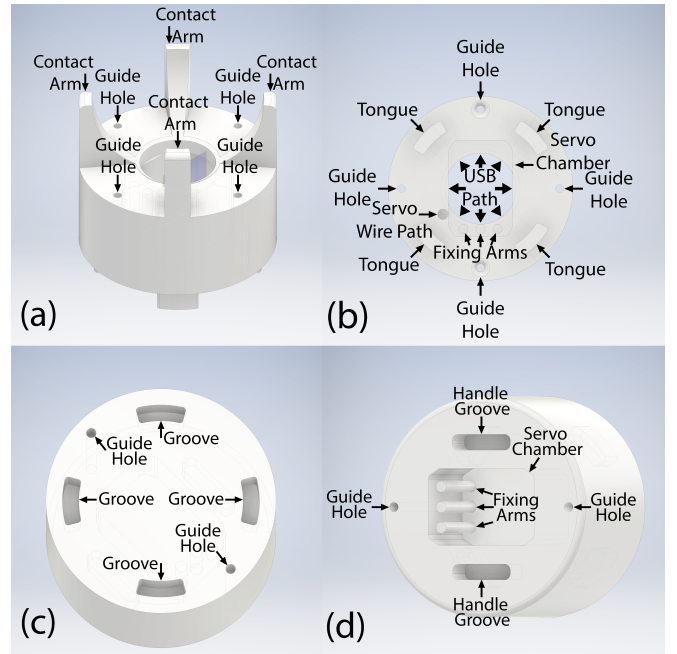 Contact
Arm
Contact
Arm
Guide
Hole
Guide
Hole
Contact
Arm
Contact
Arm
Guide
Hole
Guide
Hole
(a)
Guide
Hole
Tongue
Tongue
Servo
Chamber
USB
Path
Guide
Hole
Guide
Hole
Servo
Wire Path
Fixing Arms
Tongue
Tongue
Guide
Hole
(b)
Guide
Hole
Groove
Groove
Groove
Guide
Hole
Groove
(c)
Handle
Groove
Servo
Chamber
Guide
Hole
Fixing
Arms
Guide
Hole
Handle
Groove
(d)